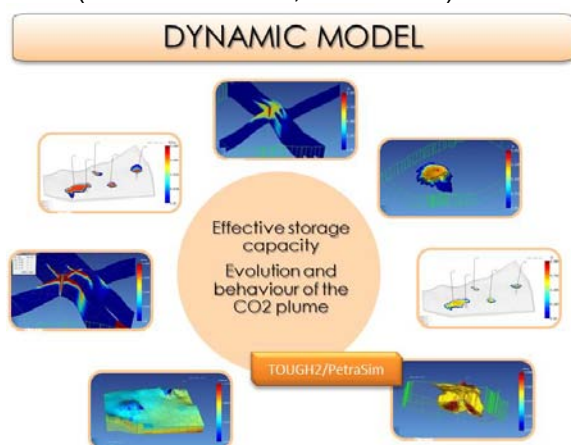 DYNAMIC MODEL
Effective storage
capacity
Evolution and
behaviour of the
CO2 plume
TOUGH2/PetraSim